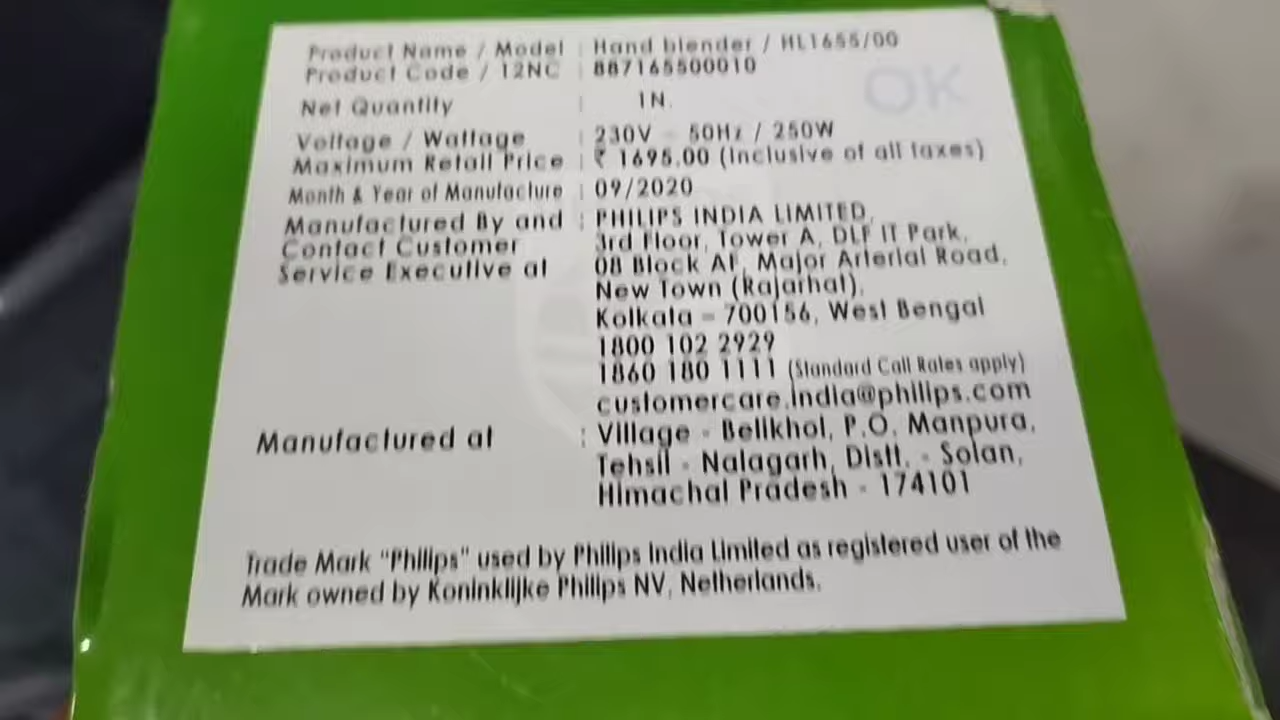 Product Name / Model : Hand blender / HL1655/00
Product Code / 12NC : 887165500010
OK
Net Quantity : 1N.
Voltage / Wattage : 230V ~ 50Hz / 250W
Maximum Retail Price : ₹ 1695.00 (Inclusive of all taxes)
Month & Year of Manufacture : 09/2020
Manufactured By and : PHILIPS INDIA LIMITED,
Contact Customer 3rd Floor, Tower A, DLF IT Park,
Service Executive at 08 Block AF, Major Arterial Road,
New Town (Rajarhat),
Kolkata - 700156, West Bengal
1800 102 2929
1860 180 1111 (Standard Call Rates apply)
customercare.india@philips.com
Manufactured at : Village - Belikhol, P.O. Manpura,
Tehsil - Nalagarh, Distt. - Solan,
Himachal Pradesh - 174101
Trade Mark "Philips" used by Philips India Limited as registered user of the
Mark owned by Koninklijke Philips NV, Netherlands.